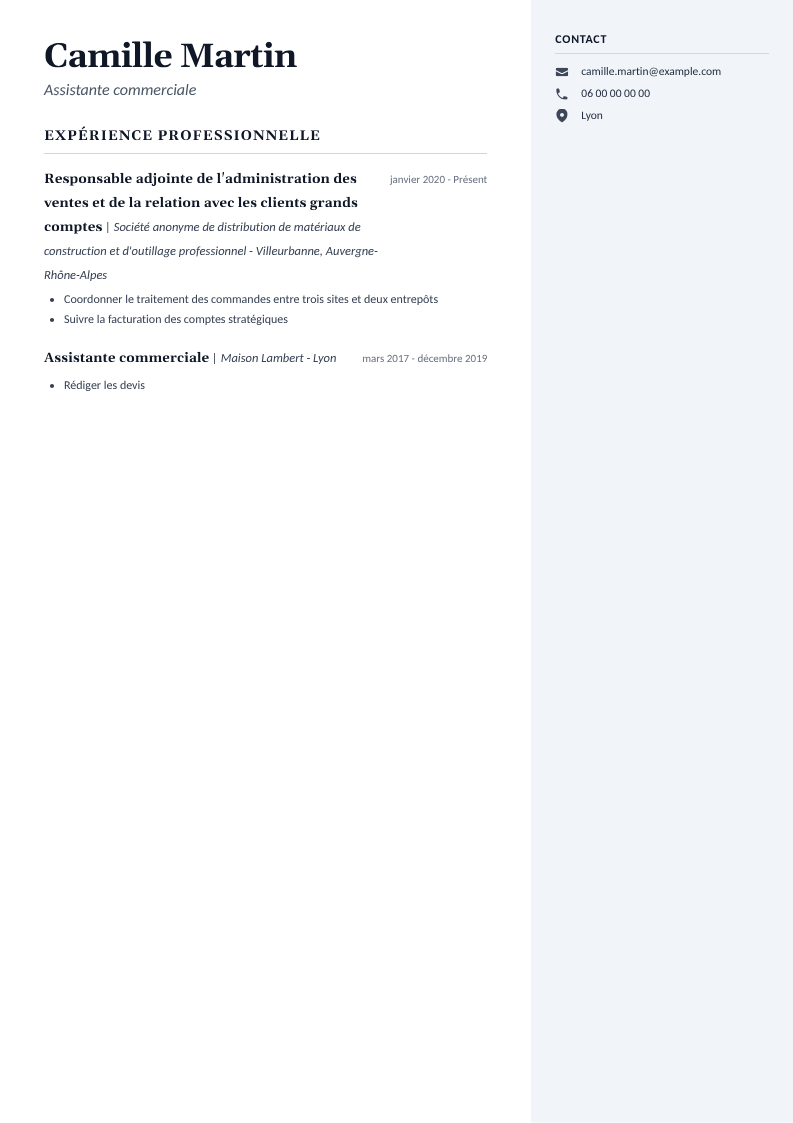 Camille Martin
Assistante commerciale
EXPÉRIENCE PROFESSIONNELLE
Responsable adjointe de l'administration des janvier 2020 - Présent
ventes et de la relation avec les clients grands
comptes | Société anonyme de distribution de matériaux de
construction et d'outillage professionnel - Villeurbanne, Auvergne-
Rhône-Alpes
• Coordonner le traitement des commandes entre trois sites et deux entrepôts
• Suivre la facturation des comptes stratégiques
Assistante commerciale | Maison Lambert - Lyon mars 2017 - décembre 2019
• Rédiger les devis
CONTACT
camille.martin@example.com
06 00 00 00 00
Lyon